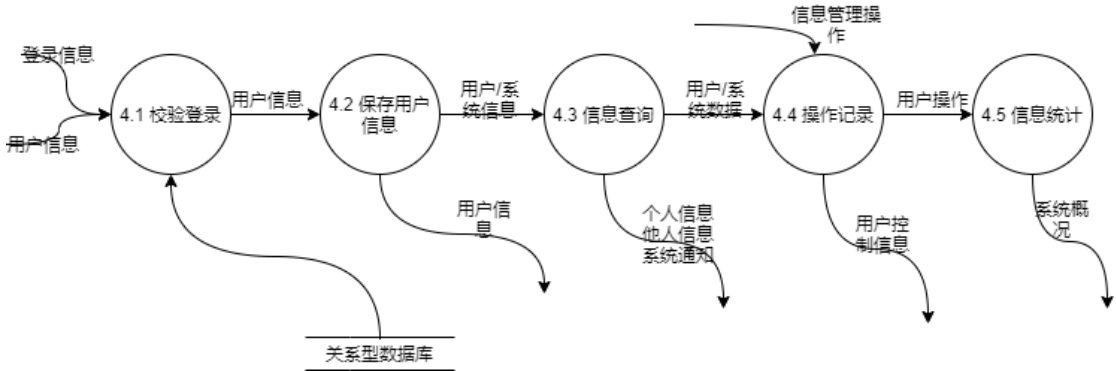 信息管理操
作
登录信息
用户信息
4.1 校验登录
用户信息
4.2 保存用户
信息
用户/系
统信息
4.3 信息查询
用户/系
统数据
4.4 操作记录
用户操作
4.5 信息统计
用户信
息
个人信息
他人信息
系统通知
用户控
制信息
系统概
况
关系型数据库